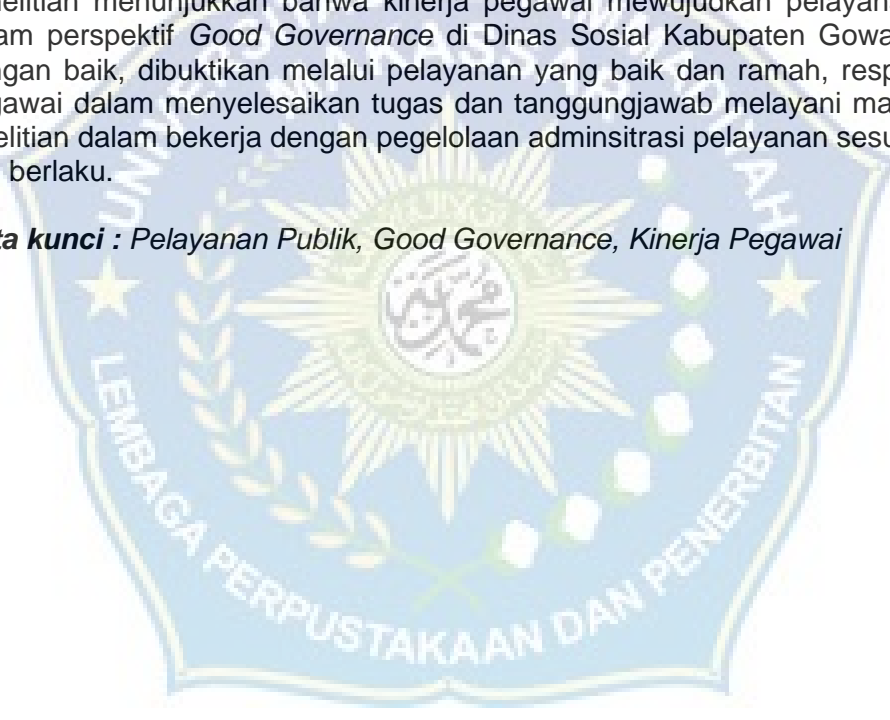 elitian menunjukkan bahwa kinerja pegawai mewujudkan pelayan
am perspektif Good Governance di Dinas Sosial Kabupaten Gowa
ngan baik, dibuktikan melalui pelayanan yang baik dan ramah, resp
gawai dalam menyelesaikan tugas dan tanggungjawab melayani ma
elitian dalam bekerja dengan pegelolaan adminsitrasi pelayanan sesu
berlaku.
ta kunci : Pelayanan Publik, Good Governance, Kinerja Pegawai
LEMBAGA PERPUSTAKAAN DAN PENERBITAN